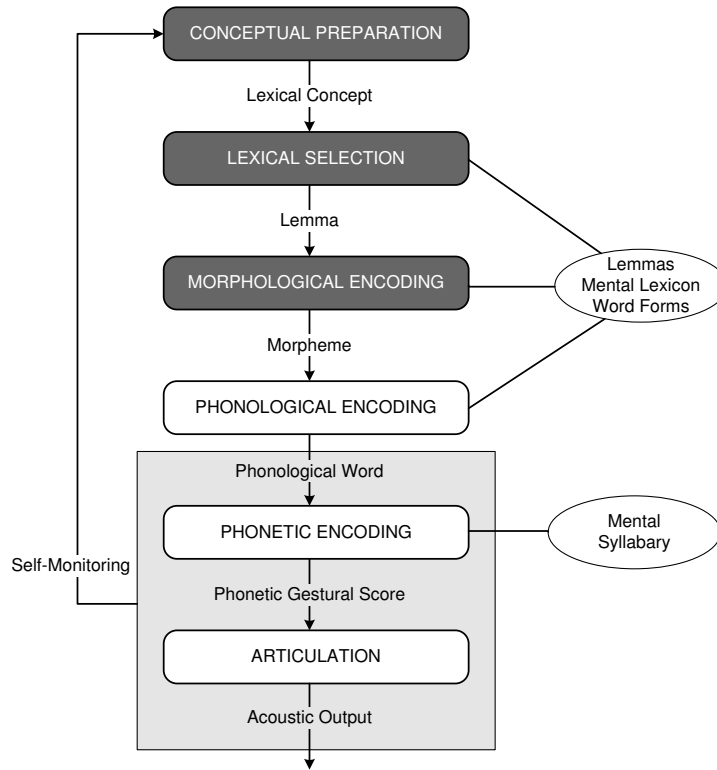 CONCEPTUAL PREPARATION
Lexical Concept
LEXICAL SELECTION
Lemma
MORPHOLOGICAL ENCODING
Lemmas
Mental Lexicon
Word Forms
Morpheme
PHONOLOGICAL ENCODING
Phonological Word
PHONETIC ENCODING
Mental
Syllabary
Self-Monitoring
Phonetic Gestural Score
ARTICULATION
Acoustic Output